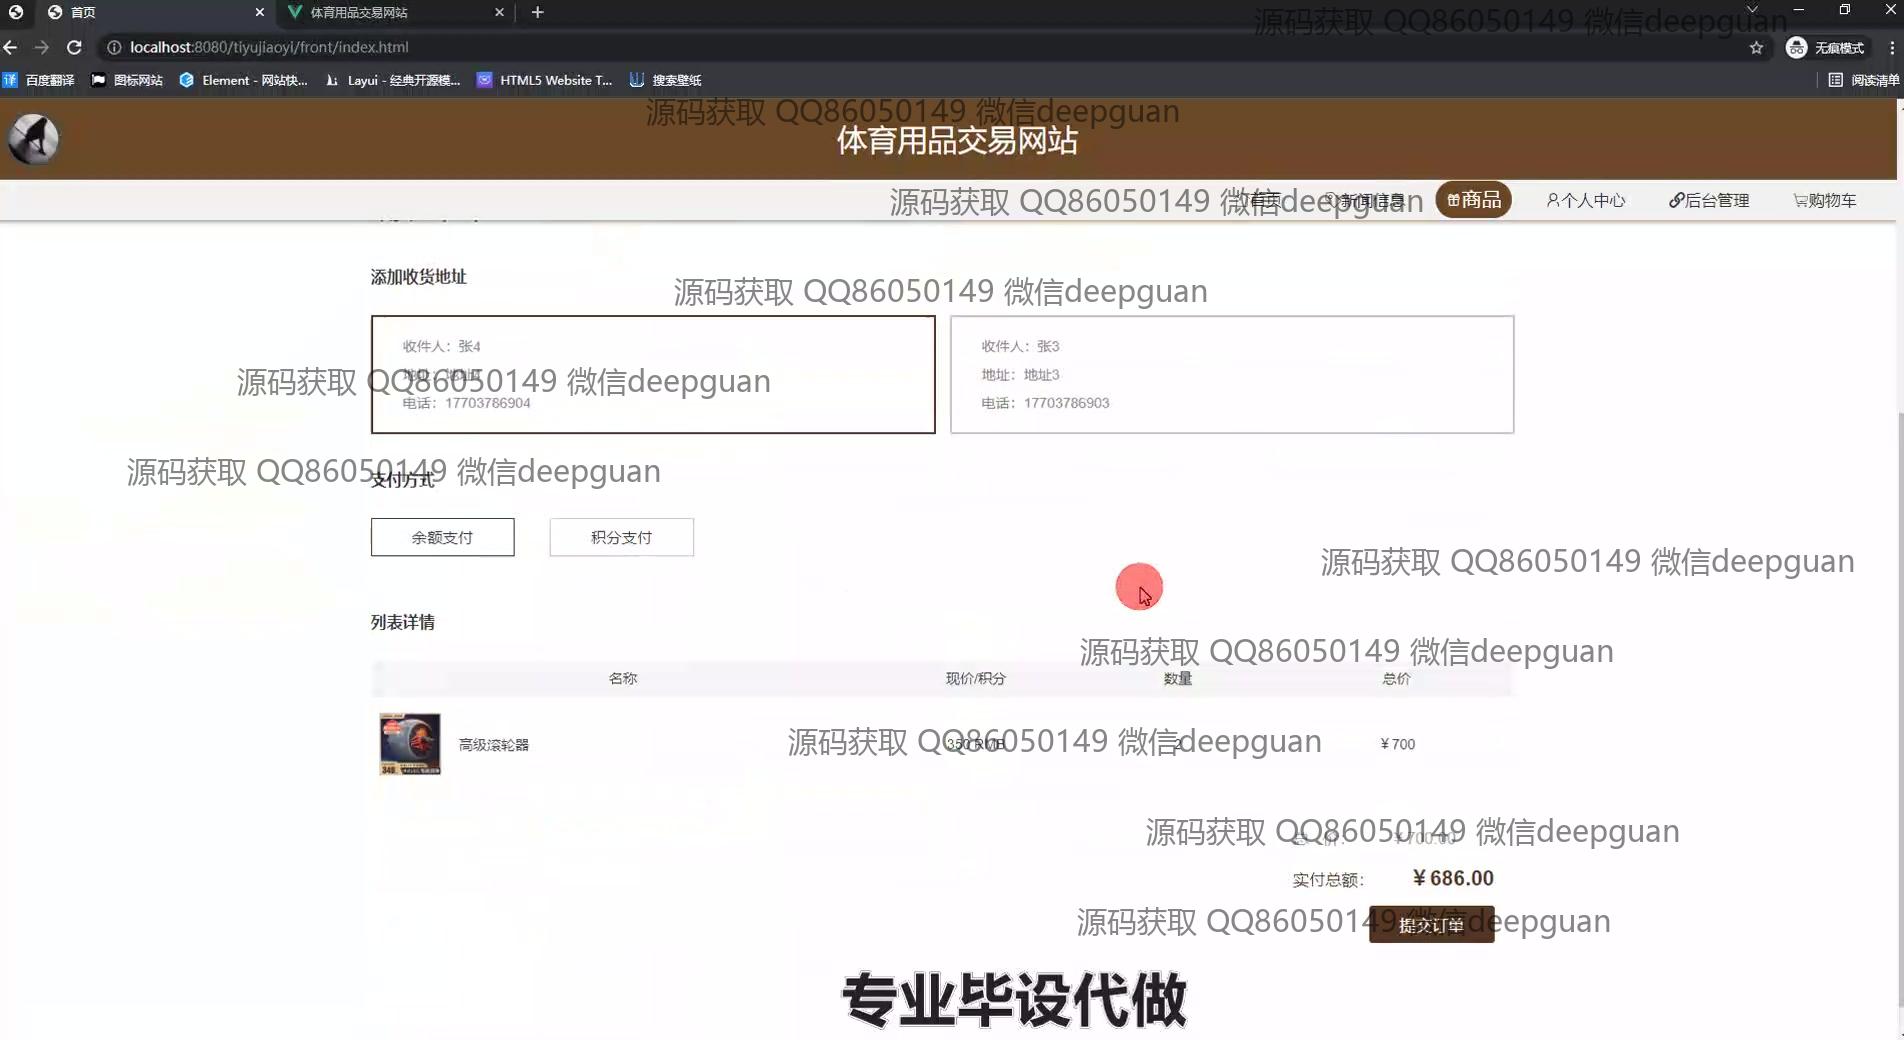 首页
体育用品交易网站
源码获取 QQ86050149 微信deepguan
localhost:8080/tiyujiaoyi/front/index.html
无痕模式
百度翻译
图标网站
Element - 网站快...
Layui - 经典开源模...
HTML5 Website T...
搜索壁纸
阅读清单
源码获取 QQ86050149 微信deepguan
体育用品交易网站
源码获取 QQ86050149 微信deepguan
首页
新闻信息
商品
个人中心
后台管理
购物车
添加收货地址
源码获取 QQ86050149 微信deepguan
收件人：张4
电话：17703786904
收件人：张3
地址：地址3
电话：17703786903
源码获取 QQ86050149 微信deepguan
源码获取 QQ86050149 微信deepguan
支付方式
余额支付
积分支付
源码获取 QQ86050149 微信deepguan
列表详情
源码获取 QQ86050149 微信deepguan
名称
现价/积分
数量
总价
高级滚轮器
350 RMB
2
¥700
源码获取 QQ86050149 微信deepguan
源码获取 QQ86050149 微信deepguan
总 价：
¥700.00
实付总额：
¥686.00
源码获取 QQ86050149 微信deepguan
提交订单
专业毕设代做